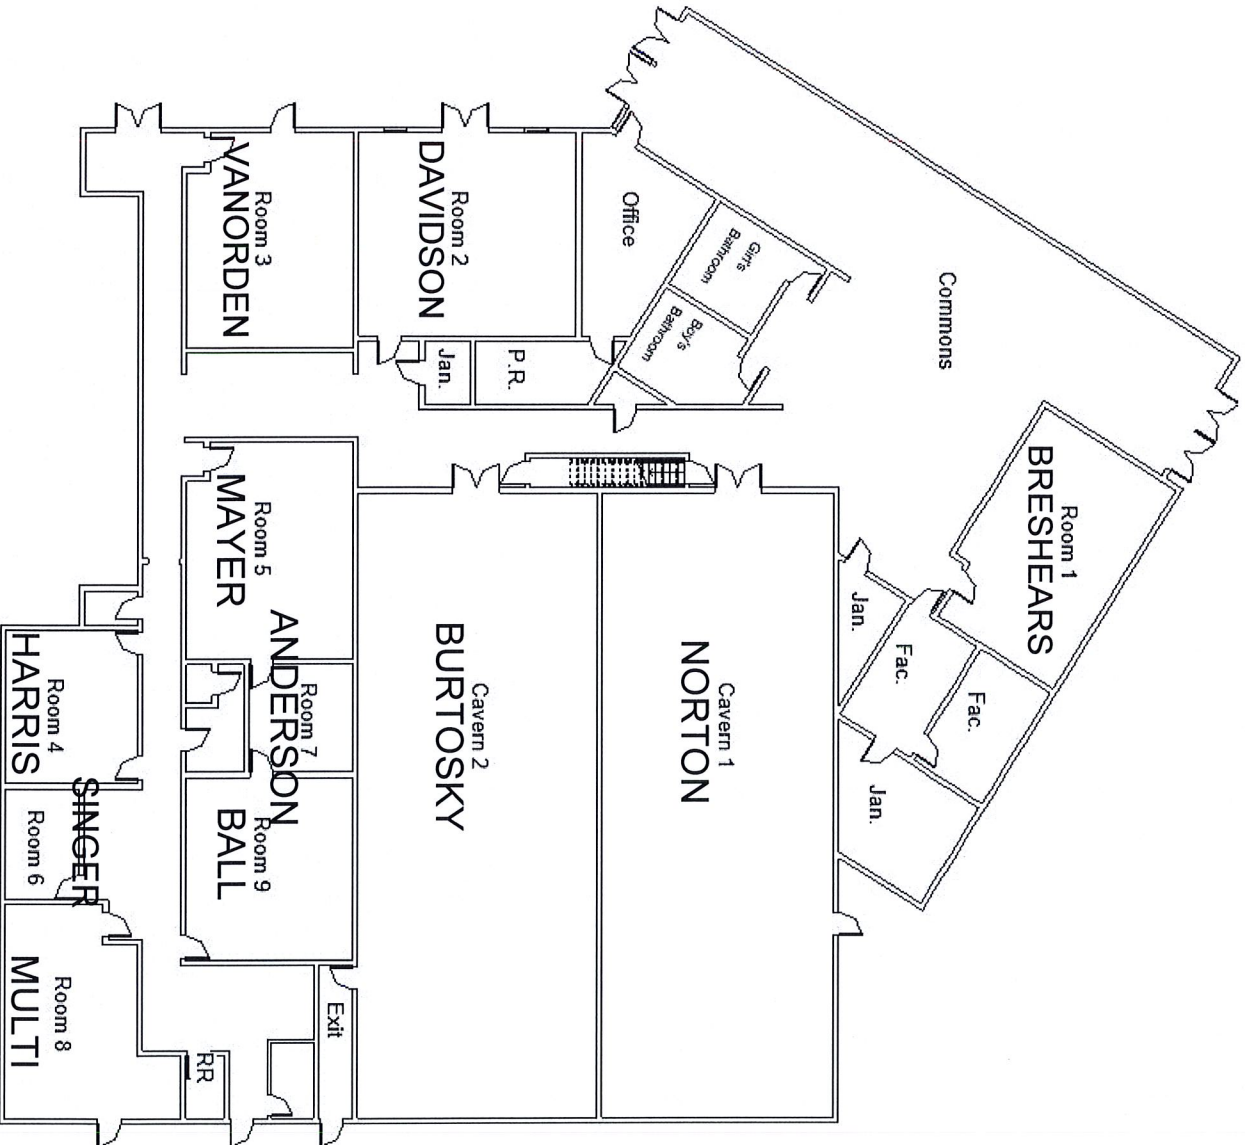 Room 3
VANORDEN
Room 2
DAVIDSON
Office
Girl's
Bathroom
Boy's
Bathroom
Commons
Jan.
P.R.
Room 1
BRESHEARS
Room 5
MAYER
Jan.
Fac.
Fac.
Jan.
Room 4
HARRIS
Room 7
ANDERSON
Cavern 2
BURTOSKY
Cavern 1
NORTON
Room 6
SINGER
Room 9
BALL
Room 8
MULTI
RR
Exit